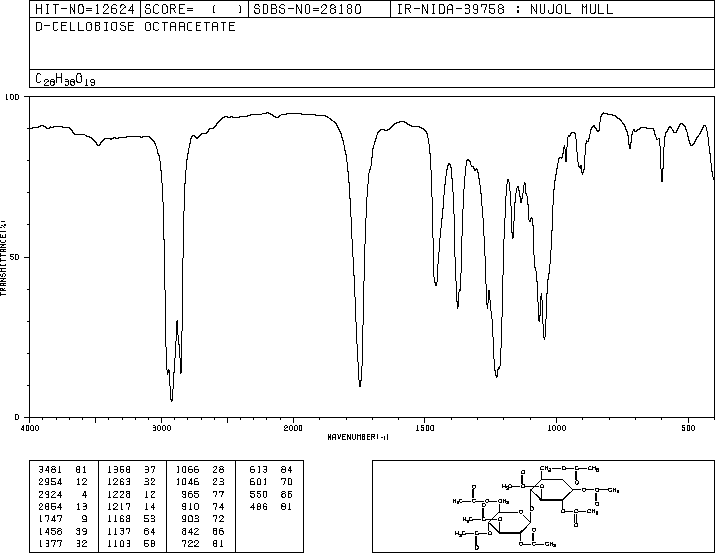 HIT-NO=12624 SCORE= ( ) SDBS-NO=28180 IR-NIDA-39758 : NUJOL MULL
D-CELLOBIOSE OCTAACETATE
C28H38O19
100
50
0
TRANSMITTANCE(%)
4000 3000 2000 1500 1000 500
WAVENUMBER(-1)
3481 81 1368 37 1066 28 613 84
2954 12 1263 32 1046 23 601 70
2924 4 1228 12 965 77 550 86
2854 13 1217 14 910 74 486 81
1747 9 1168 53 903 72
1458 39 1137 64 842 86
1377 32 1103 58 722 81